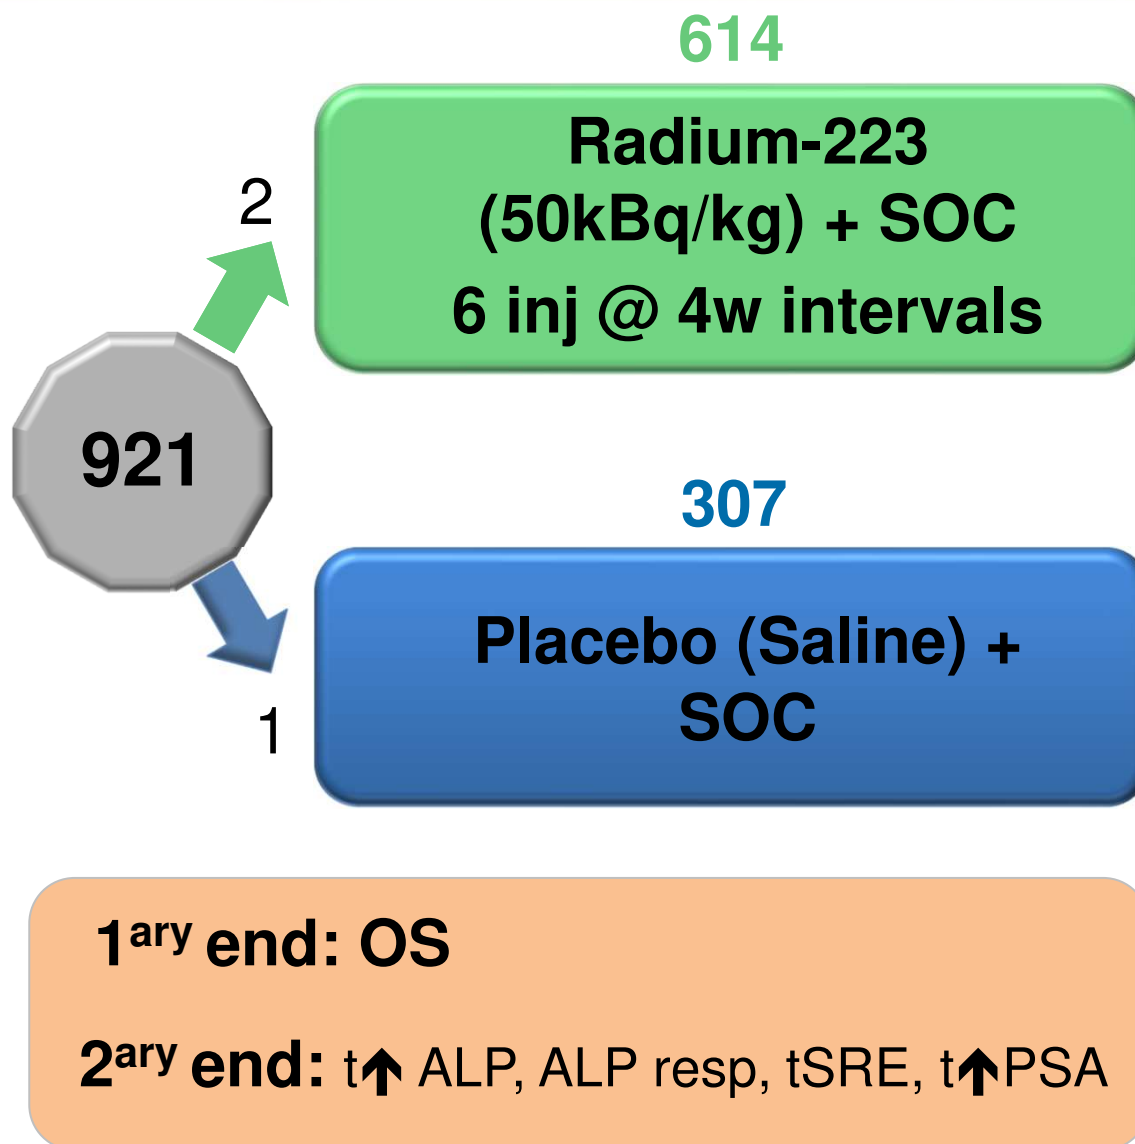 614
Radium-223
(50kBq/kg) + SOC
6 inj @ 4w intervals
2
921
307
Placebo (Saline) +
SOC
1
1ary end: OS
2ary end: t↑ ALP, ALP resp, tSRE, t↑PSA